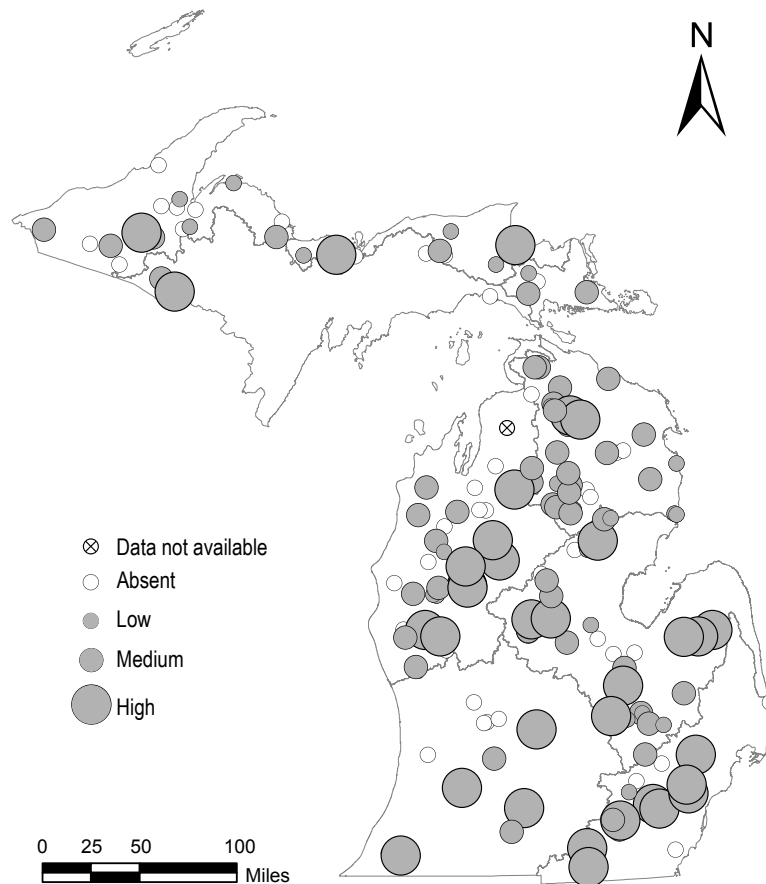 N
Data not available
Absent
Low
Medium
High
0 25 50 100
Miles